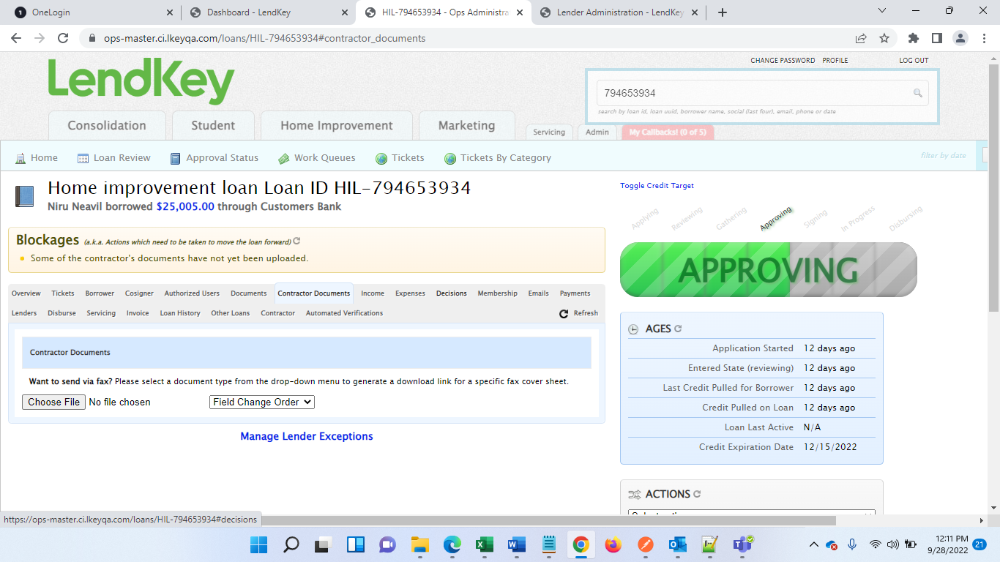 OneLogin
Dashboard - LendKey
HIL-794653934 - Ops Administra
Lender Administration - LendKey
ops-master.ci.lkeyqa.com/loans/HIL-794653934#contractor_documents
CHANGE PASSWORD PROFILE LOG OUT
LendKey
794653934
search by loan id, loan uuid, borrower name, social (last four), email, phone or date
Consolidation Student Home Improvement Marketing Servicing Admin My Callbacks! (0 of 5)
Home Loan Review Approval Status Work Queues Tickets Tickets By Category filter by date
Home improvement loan Loan ID HIL-794653934
Niru Neavil borrowed $25,005.00 through Customers Bank
Toggle Credit Target
Applying Reviewing Gathering Approving Signing In Progress Disbursing
APPROVING
Blockages (a.k.a. Actions which need to be taken to move the loan forward)
Some of the contractor's documents have not yet been uploaded.
Overview Tickets Borrower Cosigner Authorized Users Documents Contractor Documents Income Expenses Decisions Membership Emails Payments
Lenders Disburse Servicing Invoice Loan History Other Loans Contractor Automated Verifications Refresh
Contractor Documents
Want to send via fax? Please select a document type from the drop-down menu to generate a download link for a specific fax cover sheet.
Choose File No file chosen Field Change Order
Manage Lender Exceptions
AGES
Application Started 12 days ago
Entered State (reviewing) 12 days ago
Last Credit Pulled for Borrower 12 days ago
Credit Pulled on Loan 12 days ago
Loan Last Active N/A
Credit Expiration Date 12/15/2022
ACTIONS
https://ops-master.ci.lkeyqa.com/loans/HIL-794653934#decisions
12:11 PM
9/28/2022
21